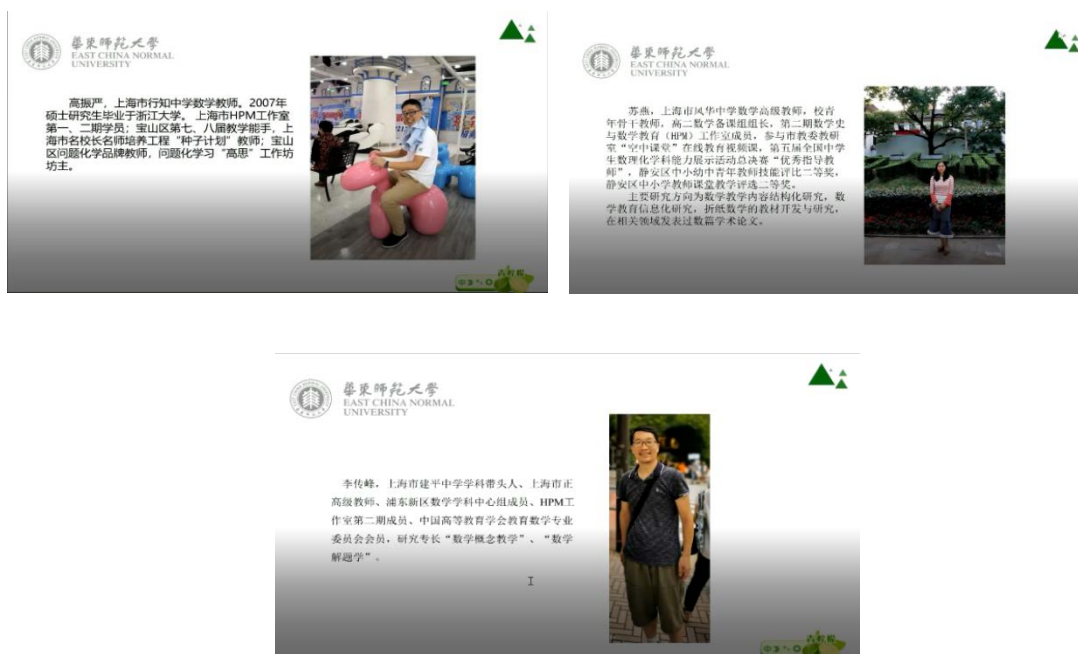 華東師範大學
EAST CHINA NORMAL
UNIVERSITY
高振严，上海市行知中学数学教师。2007年
硕士研究生毕业于浙江大学。 上海市HPM工作室
第一、二期学员；宝山区第七、八届教学能手，上
海市名校长名师培养工程“种子计划”教师；宝山
区问题化学品牌教师，问题化学习“高思”工作坊
坊主。
華東師範大學
EAST CHINA NORMAL
UNIVERSITY
苏燕，上海市风华中学数学高级教师，校青
年骨干教师，高二数学备课组组长，第二期数学史
与数学教育（HPM）工作室成员，参与市教委教研
室“空中课堂”在线教育视频课，第五届全国中学
生数理化学科能力展示活动总决赛“优秀指导教
师”，静安区中小幼中青年教师技能评比二等奖，
静安区中小学教师课堂教学评选二等奖。
主要研究方向为数学教学内容结构化研究，数
学教育信息化研究，折纸数学的教材开发与研究，
在相关领域发表过数篇学术论文。
華東師範大學
EAST CHINA NORMAL
UNIVERSITY
李传峰，上海市建平中学学科带头人、上海市正
高级教师、浦东新区数学学科中心组成员、HPM工
作室第二期成员、中国高等教育学会教育数学专业
委员会会员，研究专长“数学概念教学”、“数学
解题学”。